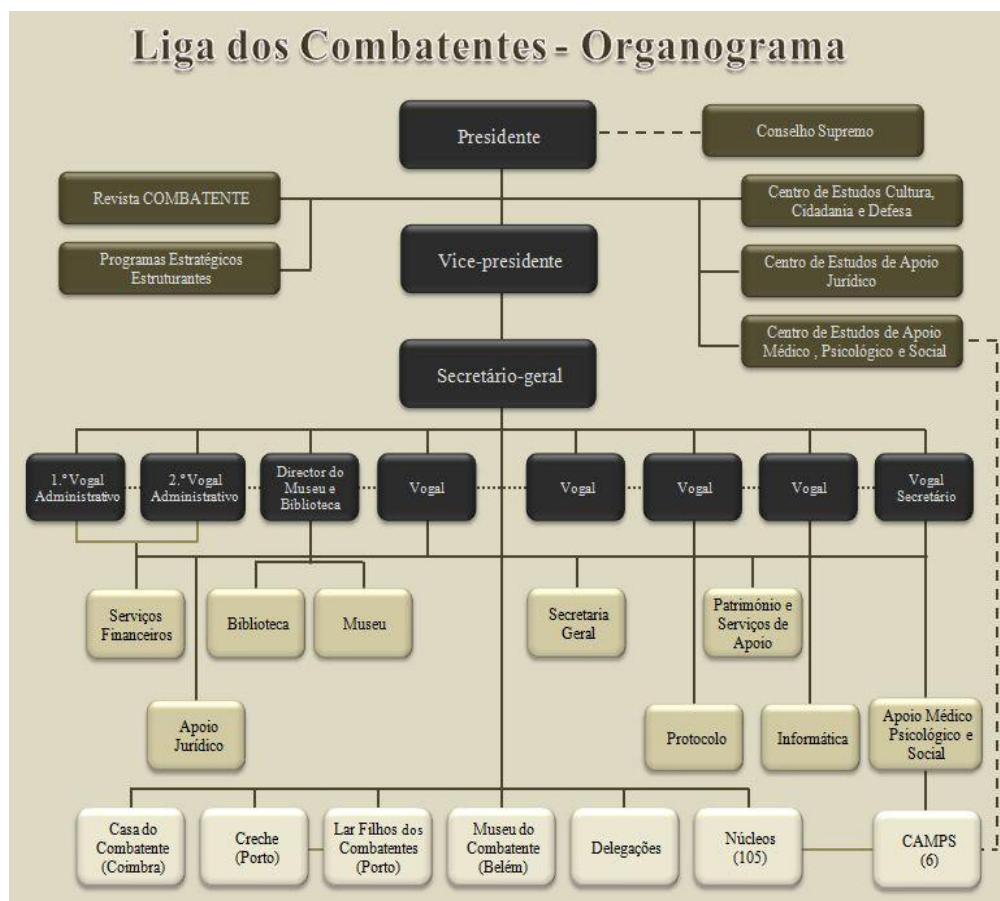 Liga dos Combatentes - Organograma
Presidente
Conselho Supremo
Revista COMBATENTE
Centro de Estudos Cultura,
Cidadania e Defesa
Programas Estratégicos
Estruturantes
Vice-presidente
Centro de Estudos de Apoio
Jurídico
Centro de Estudos de Apoio
Médico , Psicológico e Social
Secretário-geral
1.º Vogal
Administrativo
2.º Vogal
Administrativo
Director do
Museu e
Biblioteca
Vogal
Vogal
Vogal
Vogal
Vogal
Secretário
Serviços
Financeiros
Biblioteca
Museu
Secretaria
Geral
Património e
Serviços de
Apoio
Apoio
Jurídico
Protocolo
Informática
Apoio Médico
Psicológico e
Social
Casa do
Combatente
(Coimbra)
Creche
(Porto)
Lar Filhos dos
Combatentes
(Porto)
Museu do
Combatente
(Belém)
Delegações
Núcleos
(105)
CAMPS
(6)